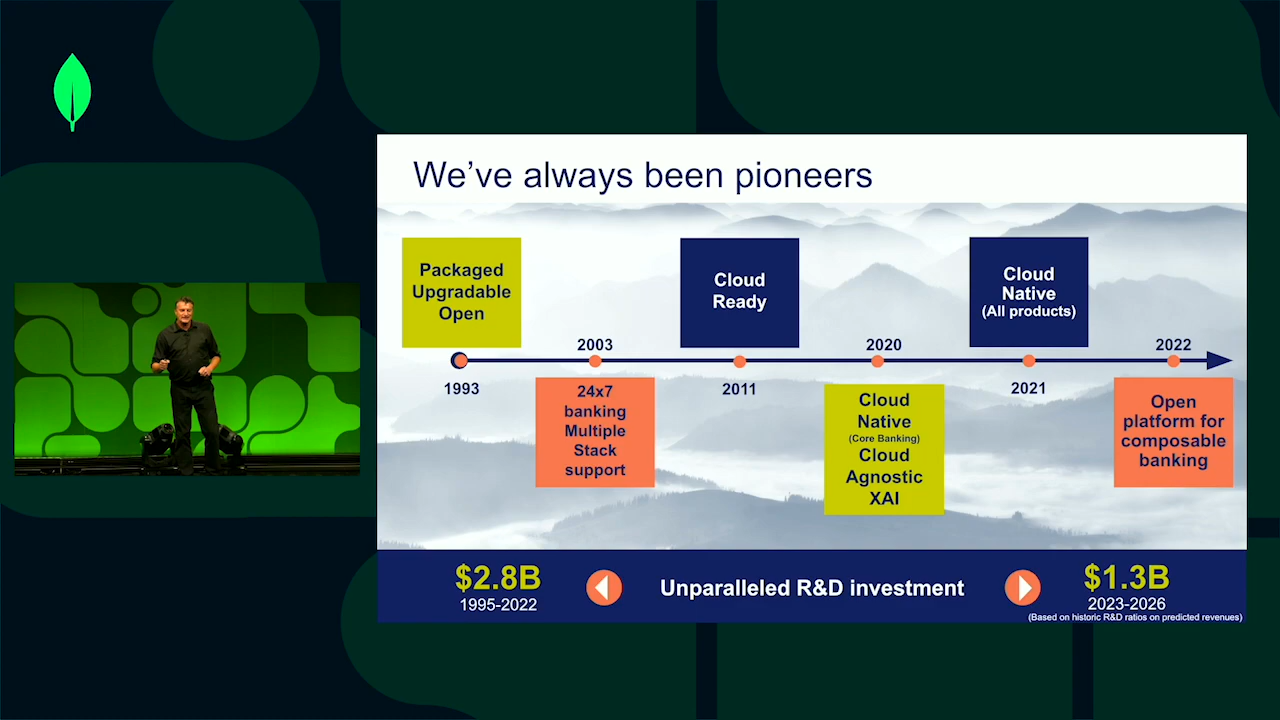 We've always been pioneers
Packaged
Upgradable
Open
1993
2003
24x7
banking
Multiple
Stack
support
Cloud
Ready
2011
2020
Cloud
Native
(Core Banking)
Cloud
Agnostic
XAI
Cloud
Native
(All products)
2021
2022
Open
platform for
composable
banking
$2.8B
1995-2022
Unparalleled R&D investment
$1.3B
2023-2026
(Based on historic R&D ratios on predicted revenues)